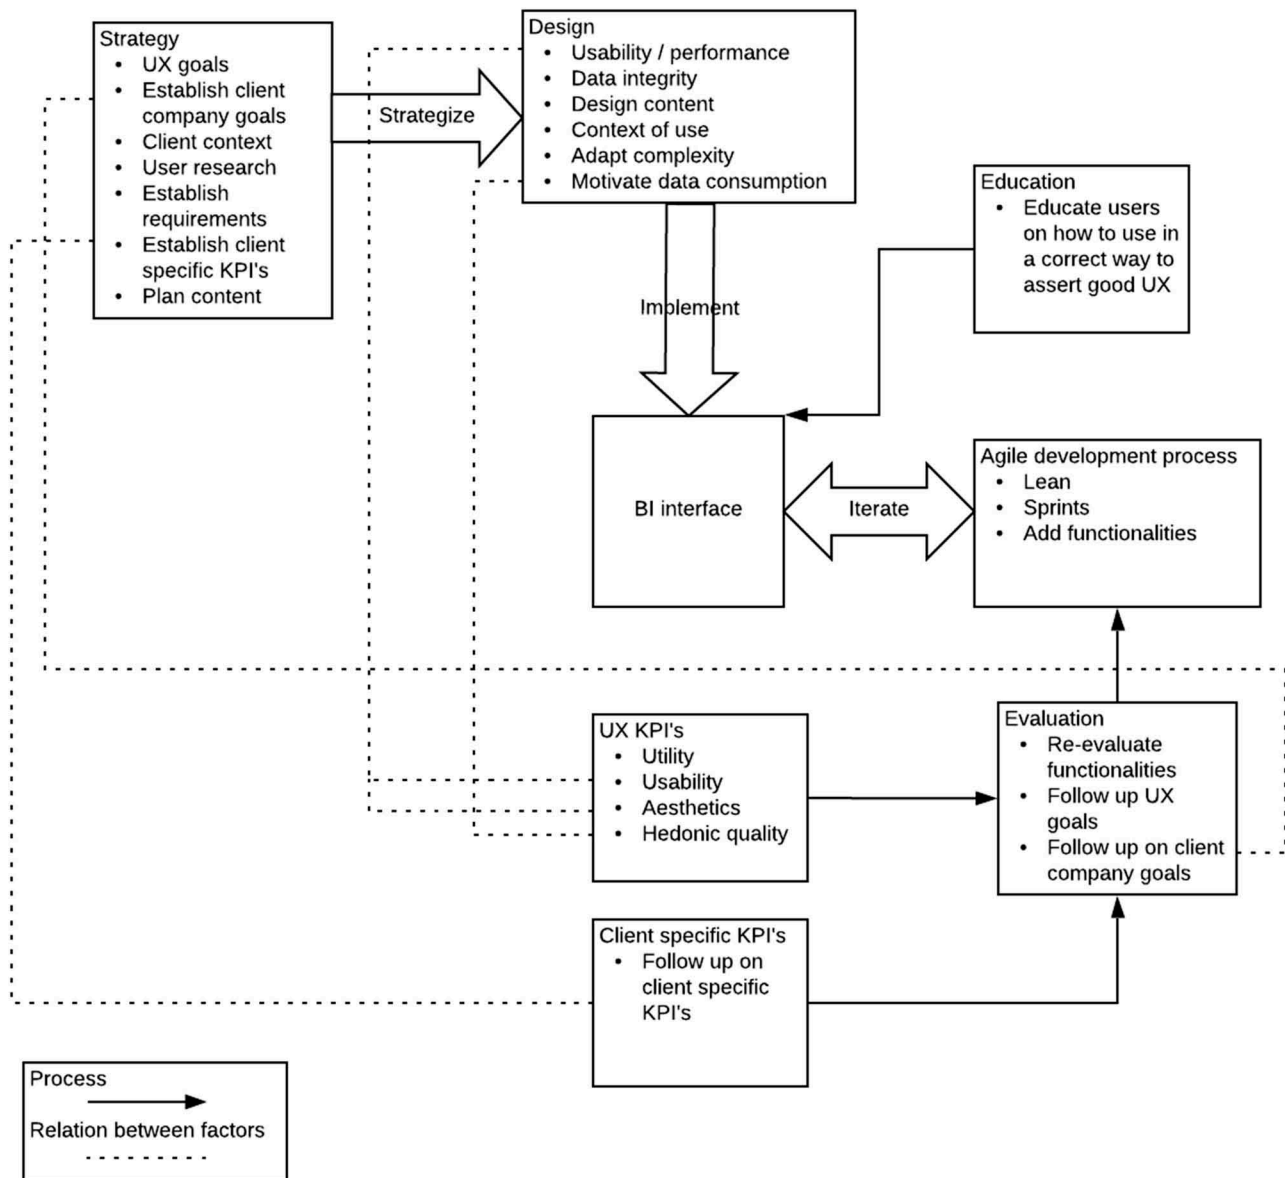 Strategy
• UX goals
• Establish client
company goals
• Client context
• User research
• Establish
requirements
• Establish client
specific KPI's
• Plan content
Strategize
Design
• Usability / performance
• Data integrity
• Design content
• Context of use
• Adapt complexity
• Motivate data consumption
Education
• Educate users
on how to use in
a correct way to
assert good UX
Implement
BI interface
Iterate
Agile development process
• Lean
• Sprints
• Add functionalities
UX KPI's
• Utility
• Usability
• Aesthetics
• Hedonic quality
Evaluation
• Re-evaluate
functionalities
• Follow up UX
goals
• Follow up on client
company goals
Client specific KPI's
• Follow up on
client specific
KPI's
Process
Relation between factors